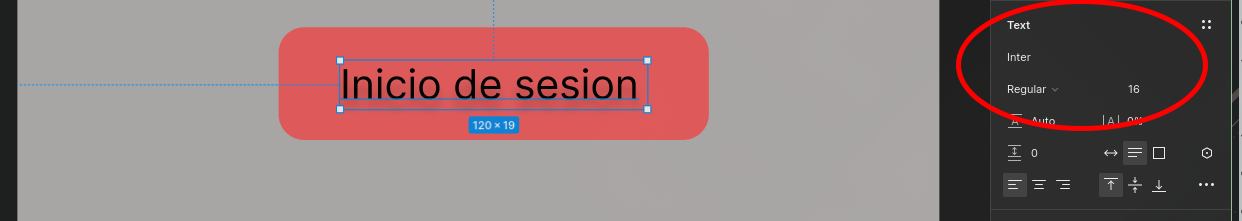 Inicio de sesion
120 × 19
Text
Inter
Regular 16
A Auto |A| 0%
0